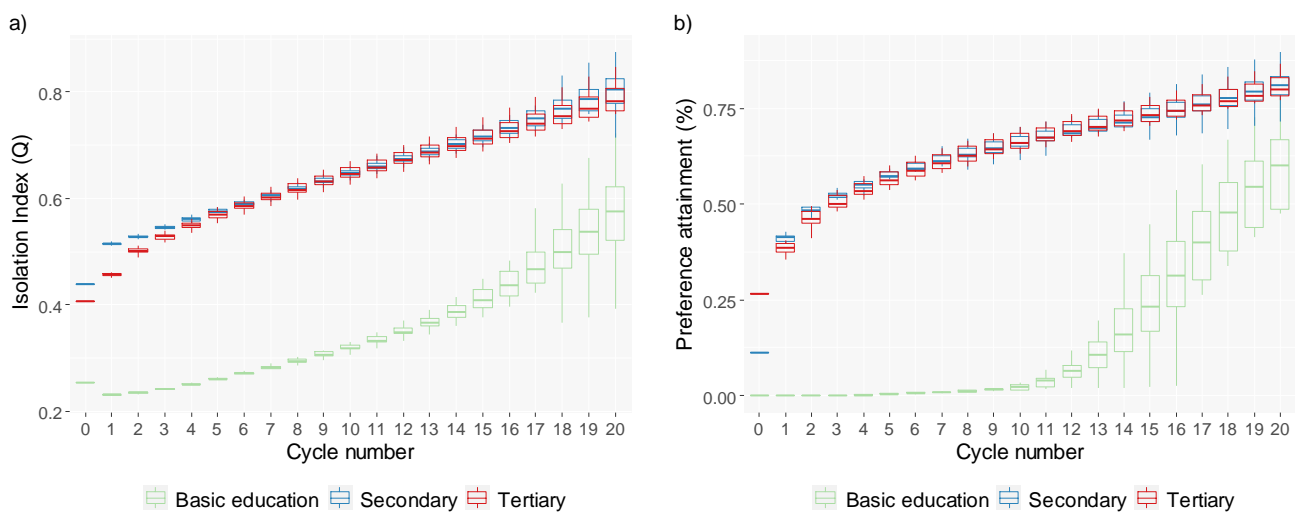 a)
Isolation Index (Q)
0.8
0.6
0.4
0.2
0 1 2 3 4 5 6 7 8 9 10 11 12 13 14 15 16 17 18 19 20
Cycle number
Basic education Secondary Tertiary
b)
Preference attainment (%)
0.75
0.50
0.25
0.00
0 1 2 3 4 5 6 7 8 9 10 11 12 13 14 15 16 17 18 19 20
Cycle number
Basic education Secondary Tertiary